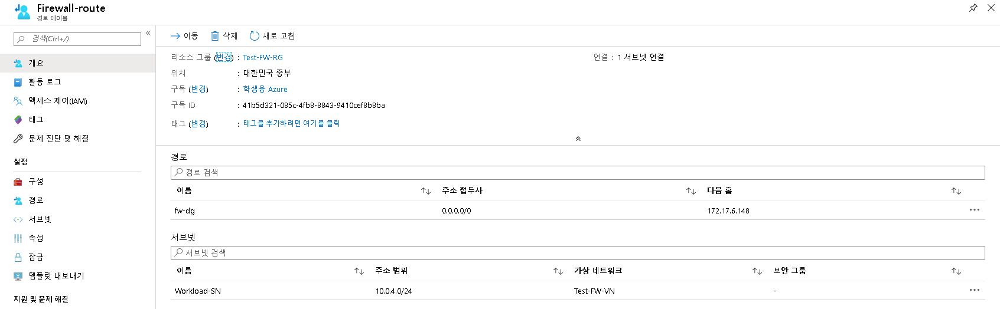 Firewall-route
경로 테이블
검색(Ctrl+/)
«
이동 삭제 새로 고침
개요
활동 로그
액세스 제어(IAM)
태그
문제 진단 및 해결
설정
구성
경로
서브넷
속성
잠금
템플릿 내보내기
지원 및 문제 해결
리소스 그룹 (변경) : Test-FW-RG
연결 : 1 서브넷 연결
위치 : 대한민국 중부
구독 (변경) : 학생용 Azure
구독 ID : 41b5d321-085c-4fb8-8843-9410cef8b8ba
태그 (변경) : 태그를 추가하려면 여기를 클릭
경로
경로 검색
이름 주소 접두사 다음 홉
fw-dg 0.0.0.0/0 172.17.6.148
서브넷
서브넷 검색
이름 주소 범위 가상 네트워크 보안 그룹
Workload-SN 10.0.4.0/24 Test-FW-VN -